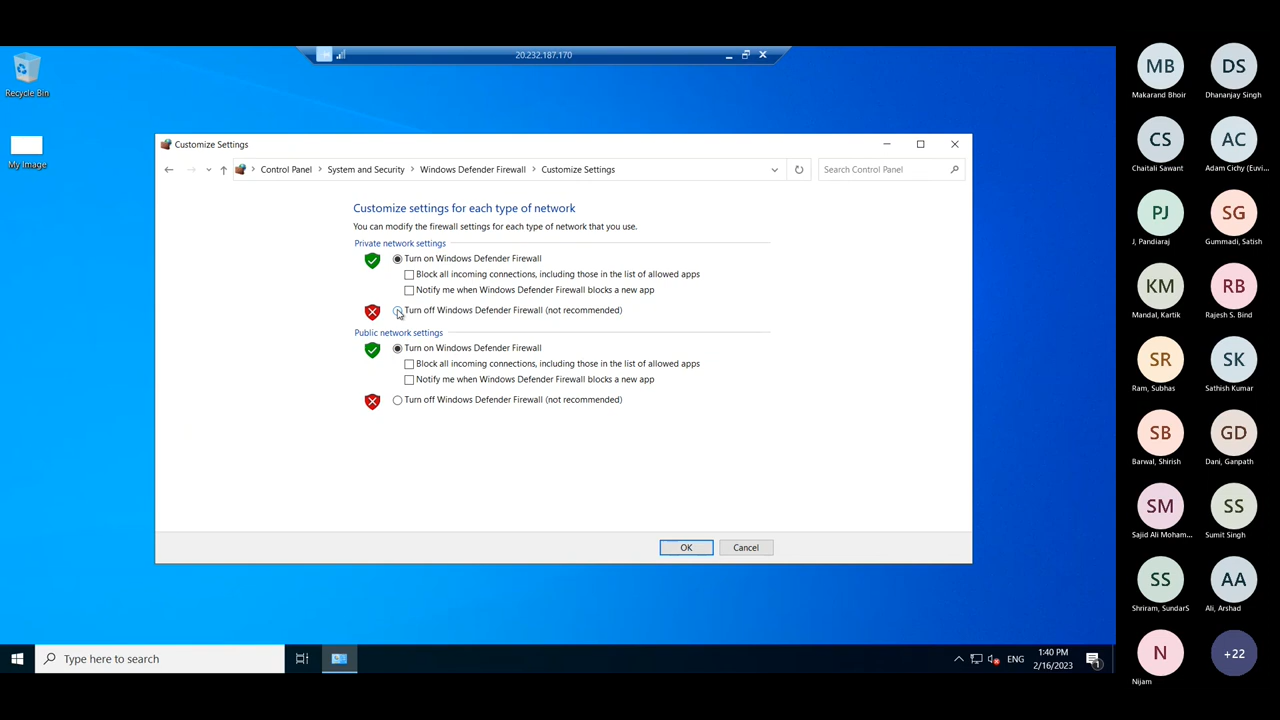 20.232.187.170
Recycle Bin
My Image
Customize Settings
Control Panel
System and Security
Windows Defender Firewall
Customize Settings
Search Control Panel
Customize settings for each type of network
You can modify the firewall settings for each type of network that you use.
Private network settings
Turn on Windows Defender Firewall
Block all incoming connections, including those in the list of allowed apps
Notify me when Windows Defender Firewall blocks a new app
Turn off Windows Defender Firewall (not recommended)
Public network settings
Turn on Windows Defender Firewall
Block all incoming connections, including those in the list of allowed apps
Notify me when Windows Defender Firewall blocks a new app
Turn off Windows Defender Firewall (not recommended)
OK
Cancel
Type here to search
ENG
1:40 PM
2/16/2023
1
MB
Makarand Bhoir
DS
Dhananjay Singh
CS
Chaitali Sawant
AC
Adam Cichy (Euvi...
PJ
J, Pandiaraj
SG
Gummadi, Satish
KM
Mandal, Kartik
RB
Rajesh S. Bind
SR
Ram, Subhas
SK
Sathish Kumar
SB
Barwal, Shirish
GD
Dani, Ganpath
SM
Sajid Ali Moham...
SS
Sumit Singh
SS
Shriram, SundarS
AA
Ali, Arshad
N
Nijam
+22